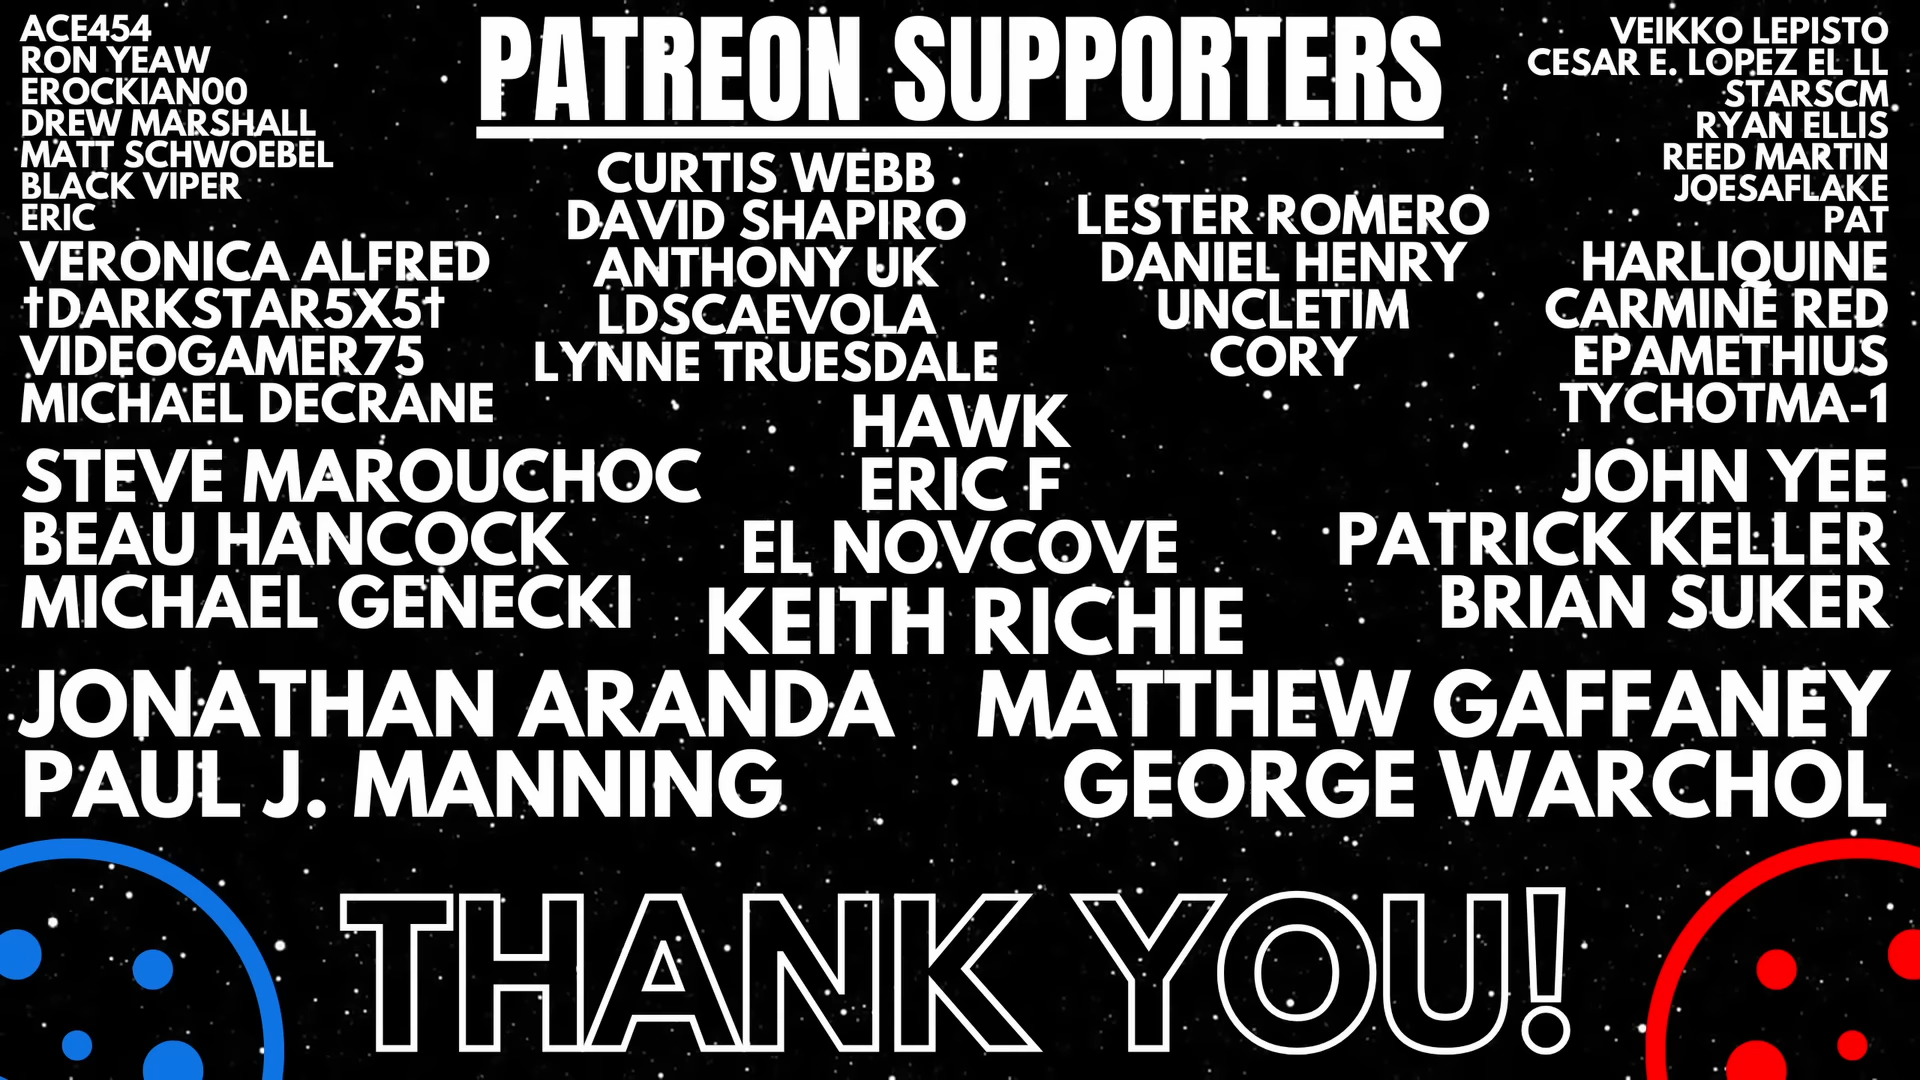 PATREON SUPPORTERS
ACE454
RON YEAW
EROCKIAN00
DREW MARSHALL
MATT SCHWOEBEL
BLACK VIPER
ERIC
VERONICA ALFRED
†DARKSTAR5X5†
VIDEOGAMER75
MICHAEL DECRANE
STEVE MAROUCHOC
BEAU HANCOCK
MICHAEL GENECKI
CURTIS WEBB
DAVID SHAPIRO
ANTHONY UK
LDSCAEVOLA
LYNNE TRUESDALE
LESTER ROMERO
DANIEL HENRY
UNCLETIM
CORY
HAWK
ERIC F
EL NOVCOVE
KEITH RICHIE
VEIKKO LEPISTO
CESAR E. LOPEZ EL LL
STARSCM
RYAN ELLIS
REED MARTIN
JOESAFLAKE
PAT
HARLIQUINE
CARMINE RED
EPAMETHIUS
TYCHOTMA-1
JOHN YEE
PATRICK KELLER
BRIAN SUKER
JONATHAN ARANDA
PAUL J. MANNING
MATTHEW GAFFANEY
GEORGE WARCHOL
THANK YOU!